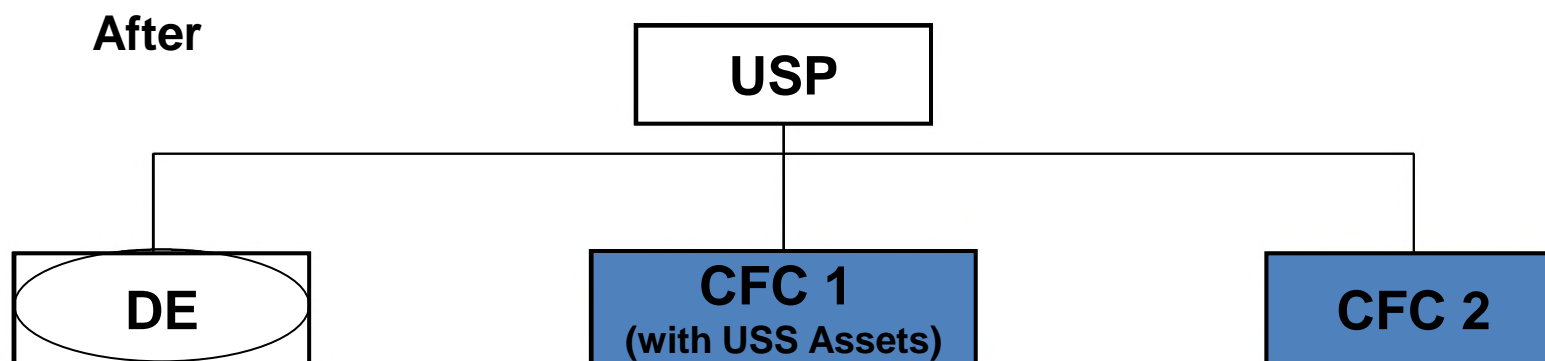 After
USP
DE
CFC 1
(with USS Assets)
CFC 2